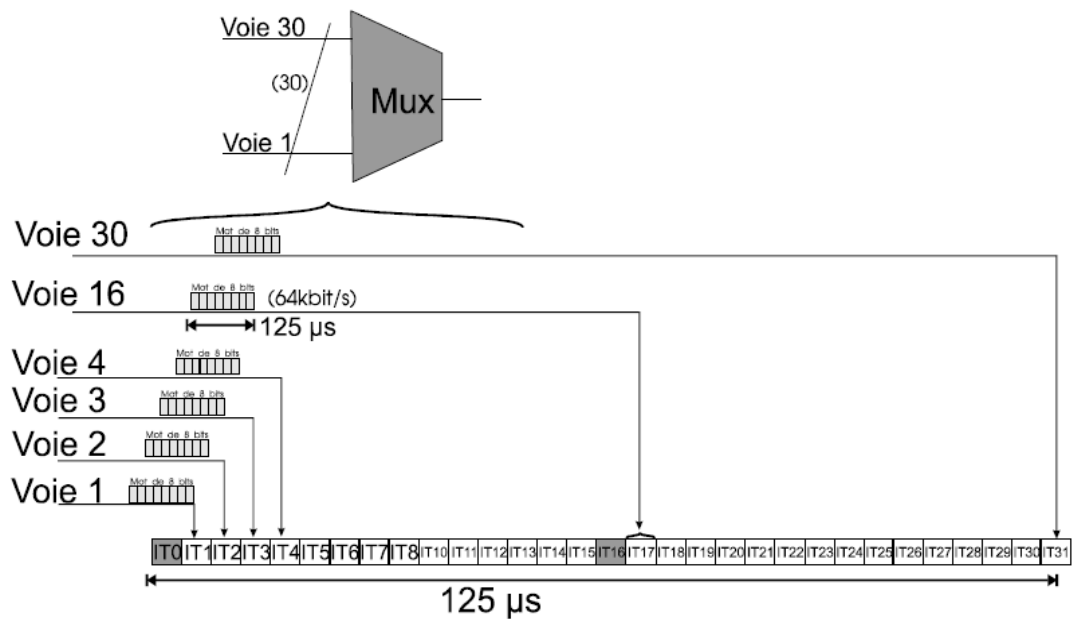 Voie 30
(30)
Mux
Voie 1
Voie 30
Mot de 8 bits
Voie 16
Mot de 8 bits
(64kbit/s)
125 µs
Voie 4
Mot de 8 bits
Voie 3
Mot de 8 bits
Voie 2
Mot de 8 bits
Voie 1
Mot de 8 bits
IT0 IT1 IT2 IT3 IT4 IT5 IT6 IT7 IT8 IT10 IT11 IT12 IT13 IT14 IT15 IT16 IT17 IT18 IT19 IT20 IT21 IT22 IT23 IT24 IT25 IT26 IT27 IT28 IT29 IT30 IT31
125 µs